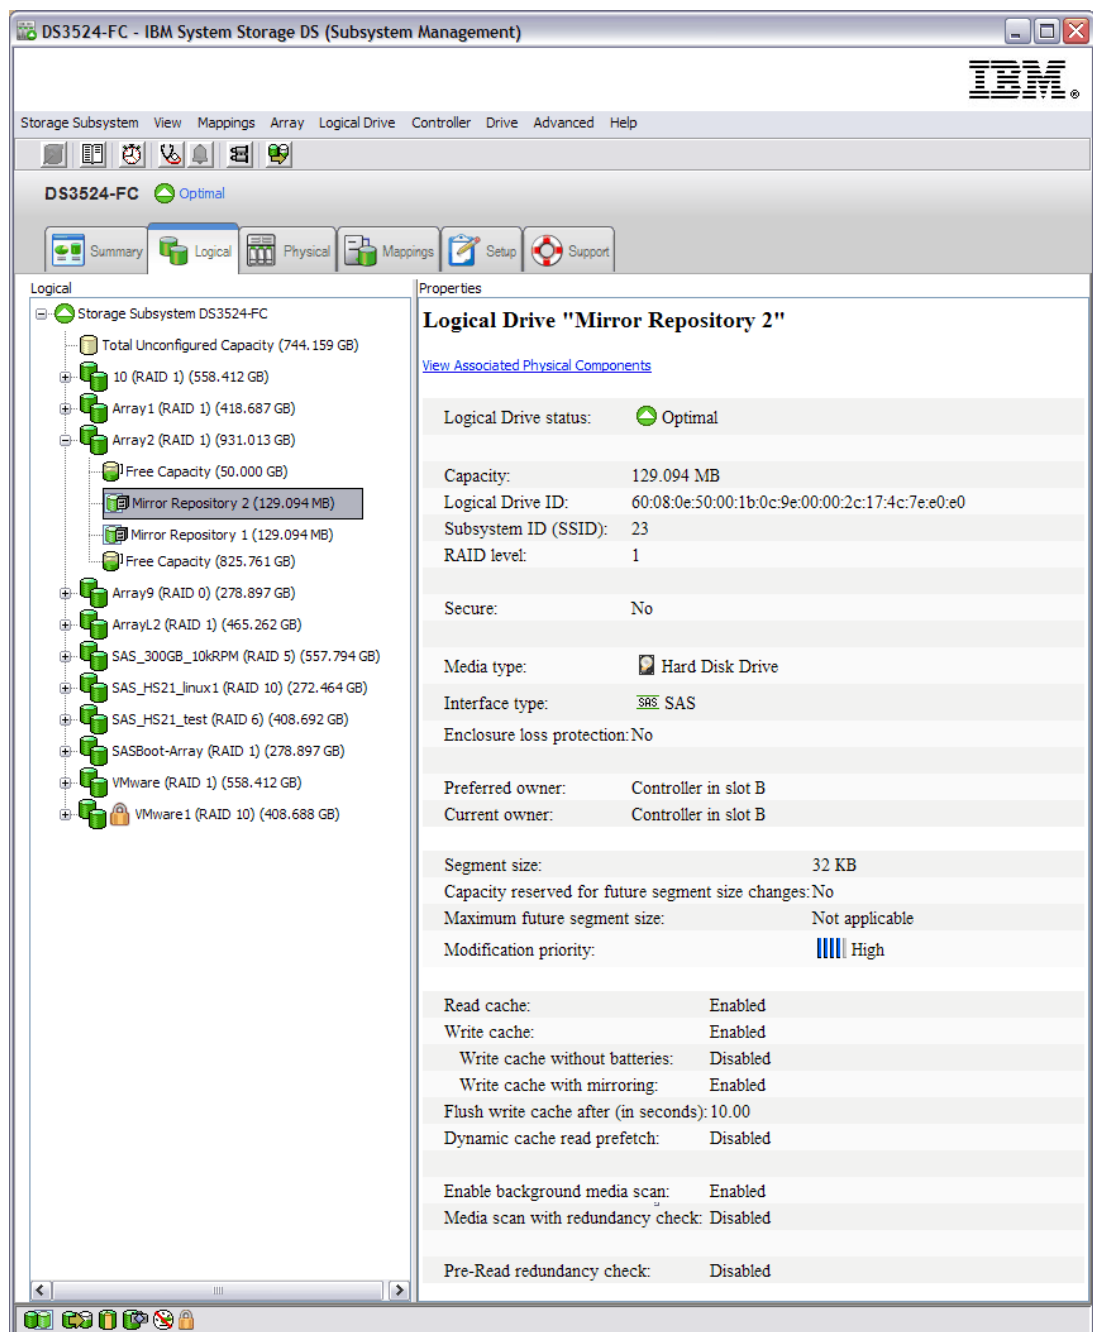 DS3524-FC - IBM System Storage DS (Subsystem Management)
IBM®
Storage Subsystem View Mappings Array Logical Drive Controller Drive Advanced Help
DS3524-FC Optimal
Summary Logical Physical Mappings Setup Support
Logical
Storage Subsystem DS3524-FC
Total Unconfigured Capacity (744.159 GB)
10 (RAID 1) (558.412 GB)
Array1 (RAID 1) (418.687 GB)
Array2 (RAID 1) (931.013 GB)
Free Capacity (50.000 GB)
Mirror Repository 2 (129.094 MB)
Mirror Repository 1 (129.094 MB)
Free Capacity (825.761 GB)
Array9 (RAID 0) (278.897 GB)
ArrayL2 (RAID 1) (465.262 GB)
SAS_300GB_10kRPM (RAID 5) (557.794 GB)
SAS_HS21_linux1 (RAID 10) (272.464 GB)
SAS_HS21_test (RAID 6) (408.692 GB)
SASBoot-Array (RAID 1) (278.897 GB)
VMware (RAID 1) (558.412 GB)
VMware1 (RAID 10) (408.688 GB)
Properties
Logical Drive "Mirror Repository 2"
View Associated Physical Components
Logical Drive status: Optimal
Capacity: 129.094 MB
Logical Drive ID: 60:08:0e:50:00:1b:0c:9e:00:00:2c:17:4c:7e:e0:e0
Subsystem ID (SSID): 23
RAID level: 1
Secure: No
Media type: Hard Disk Drive
Interface type: SAS SAS
Enclosure loss protection: No
Preferred owner: Controller in slot B
Current owner: Controller in slot B
Segment size: 32 KB
Capacity reserved for future segment size changes: No
Maximum future segment size: Not applicable
Modification priority: High
Read cache: Enabled
Write cache: Enabled
Write cache without batteries: Disabled
Write cache with mirroring: Enabled
Flush write cache after (in seconds): 10.00
Dynamic cache read prefetch: Disabled
Enable background media scan: Enabled
Media scan with redundancy check: Disabled
Pre-Read redundancy check: Disabled